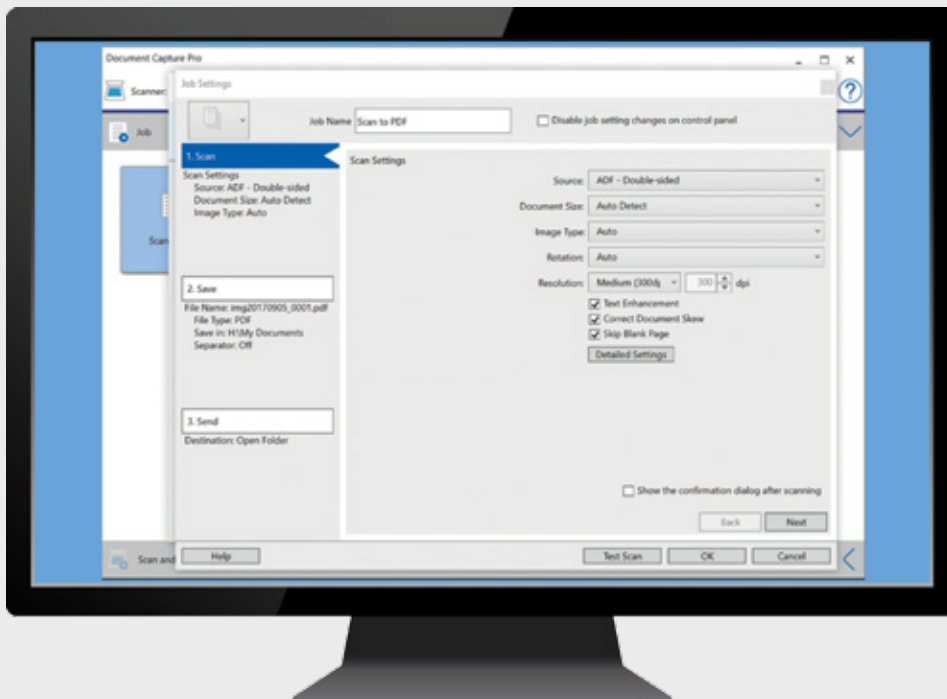 Document Capture Pro
Scanner:
Job Settings
Job
Job Name Scan to PDF
Disable job setting changes on control panel
1. Scan
Scan Settings
Source: ADF - Double-sided
Document Size: Auto Detect
Image Type: Auto
Scan
2. Save
File Name: img20170905_0001.pdf
File Type: PDF
Save in: H:\My Documents
Separator: Off
3. Send
Destination: Open Folder
Scan Settings
Source: ADF - Double-sided
Document Size: Auto Detect
Image Type: Auto
Rotation: Auto
Resolution: Medium (300d 300 dpi
Text Enhancement
Correct Document Skew
Skip Blank Page
Detailed Settings
Show the confirmation dialog after scanning
Back Next
Scan and
Help Test Scan OK Cancel